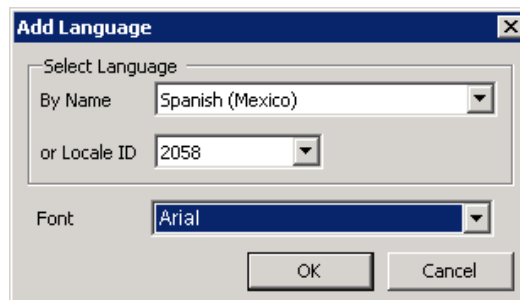 Add Language
Select Language
By Name Spanish (Mexico)
or Locale ID 2058
Font Arial
OK Cancel